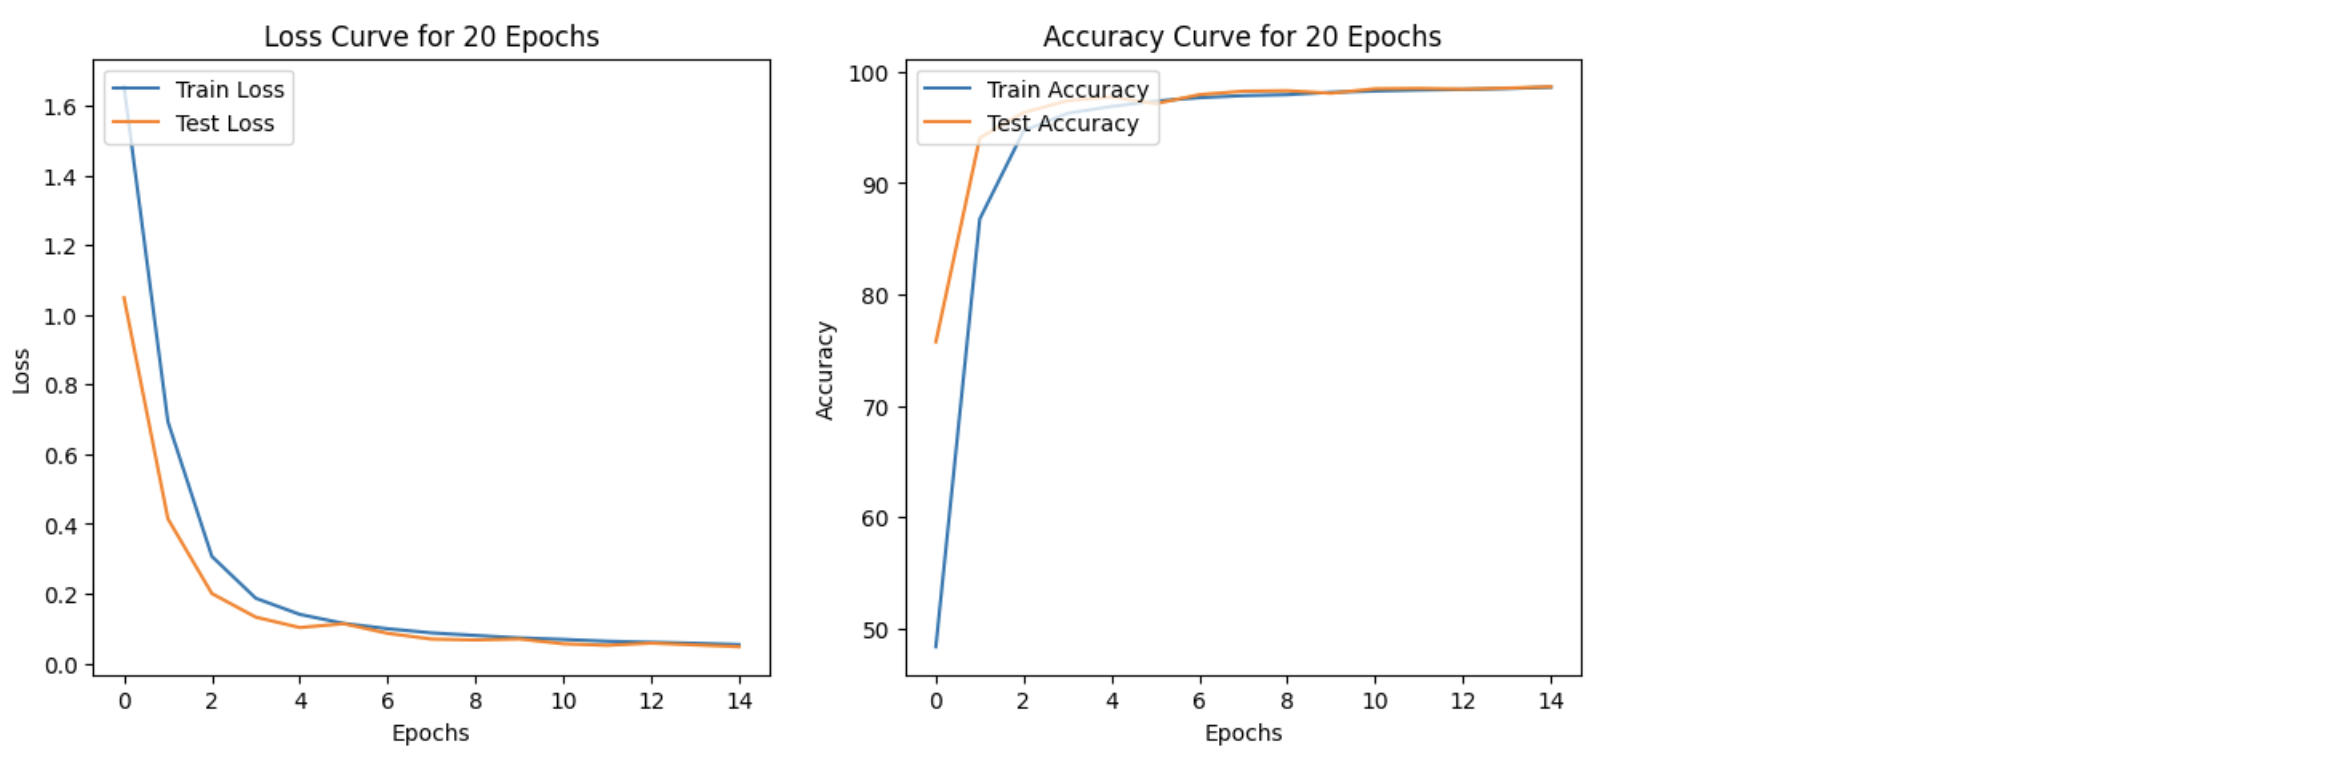 Loss Curve for 20 Epochs
Train Loss
Test Loss
1.6
1.4
1.2
1.0
0.8
0.6
0.4
0.2
0.0
Loss
0 2 4 6 8 10 12 14
Epochs
Accuracy Curve for 20 Epochs
Train Accuracy
Test Accuracy
100
90
80
70
60
50
Accuracy
0 2 4 6 8 10 12 14
Epochs